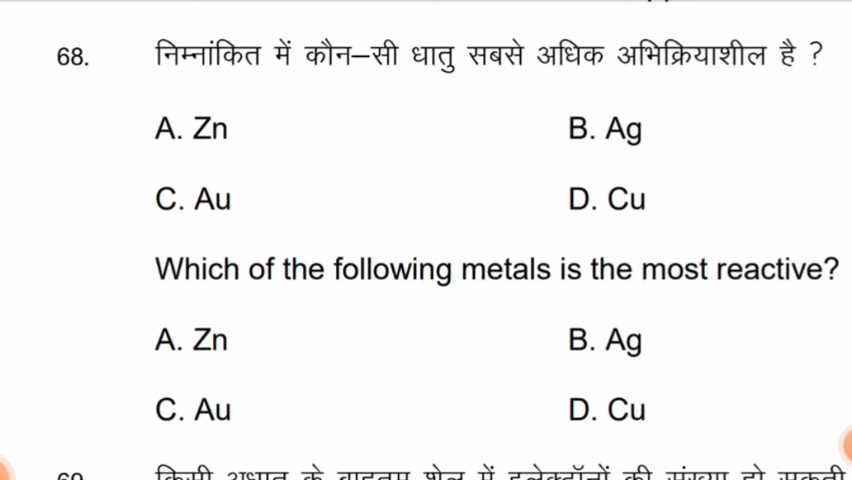 68. निम्नांकित में कौन–सी धातु सबसे अधिक अभिक्रियाशील है ?
A. Zn B. Ag
C. Au D. Cu
Which of the following metals is the most reactive?
A. Zn B. Ag
C. Au D. Cu